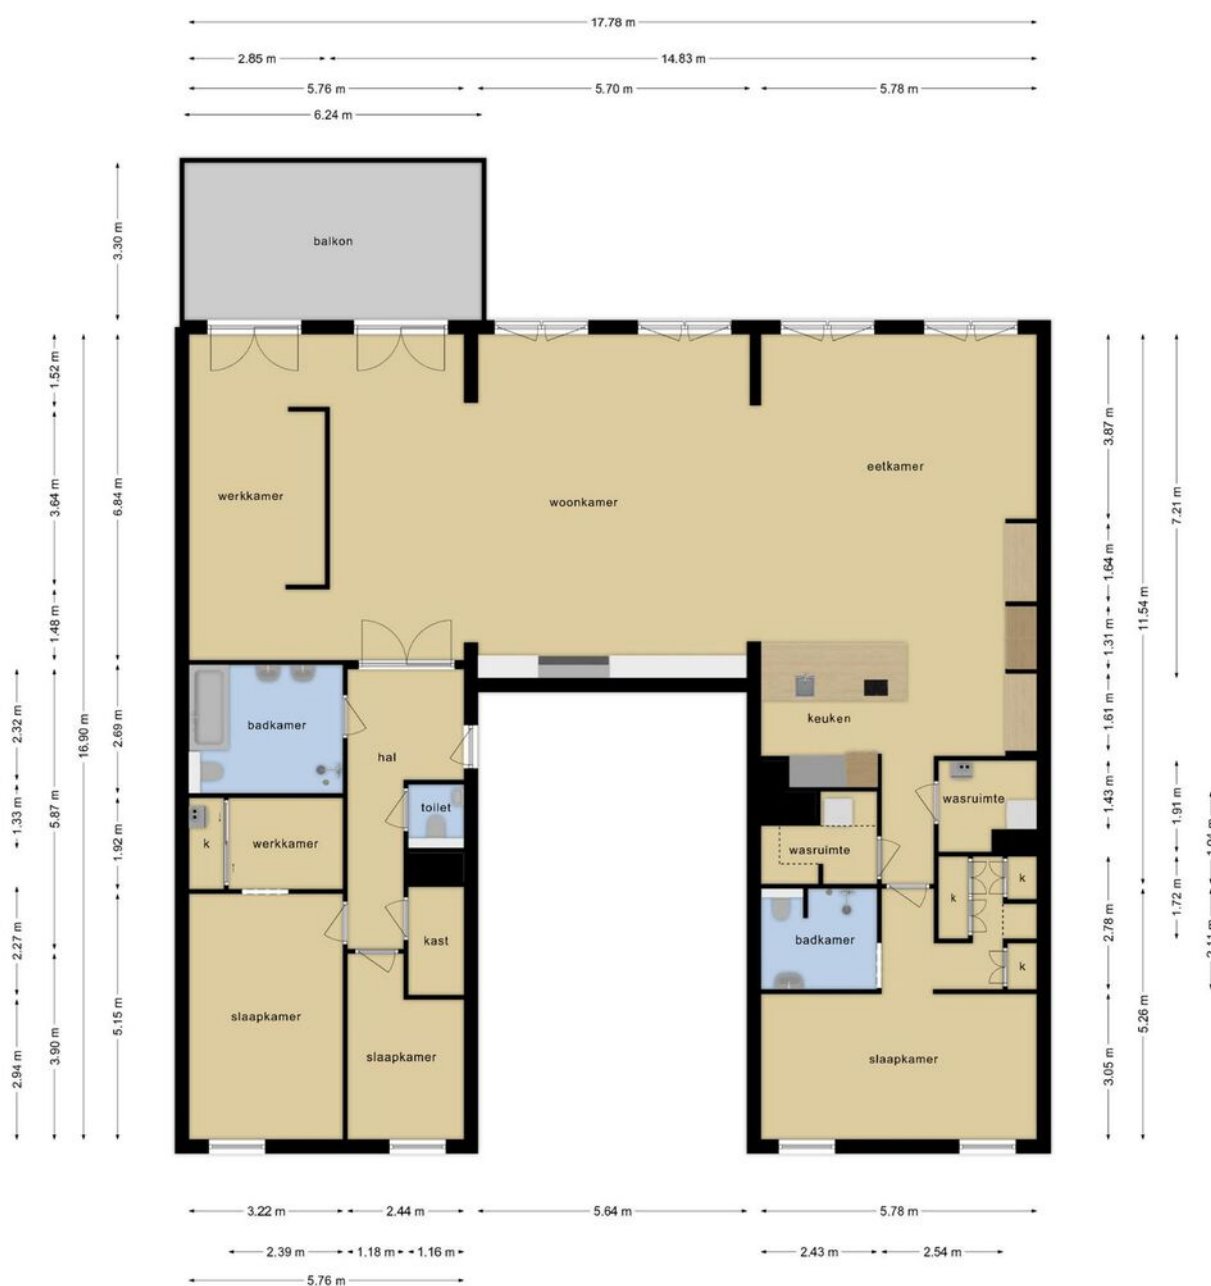 17.78 m
2.85 m
14.83 m
5.76 m
5.70 m
5.78 m
6.24 m
3.30 m
balkon
1.52 m
3.64 m
1.48 m
6.84 m
16.90 m
werkkamer
woonkamer
eetkamer
3.87 m
7.21 m
1.64 m
1.31 m
1.61 m
11.54 m
2.32 m
2.69 m
5.87 m
1.33 m
1.92 m
badkamer
hal
toilet
k
werkkamer
keuken
wasruimte
wasruimte
1.43 m
1.91 m
2.27 m
5.15 m
3.90 m
2.94 m
kast
slaapkamer
slaapkamer
badkamer
k
k
k
slaapkamer
2.78 m
1.72 m
3.05 m
5.26 m
3.22 m
2.44 m
5.64 m
5.78 m
2.39 m
1.18 m
1.16 m
2.43 m
2.54 m
5.76 m